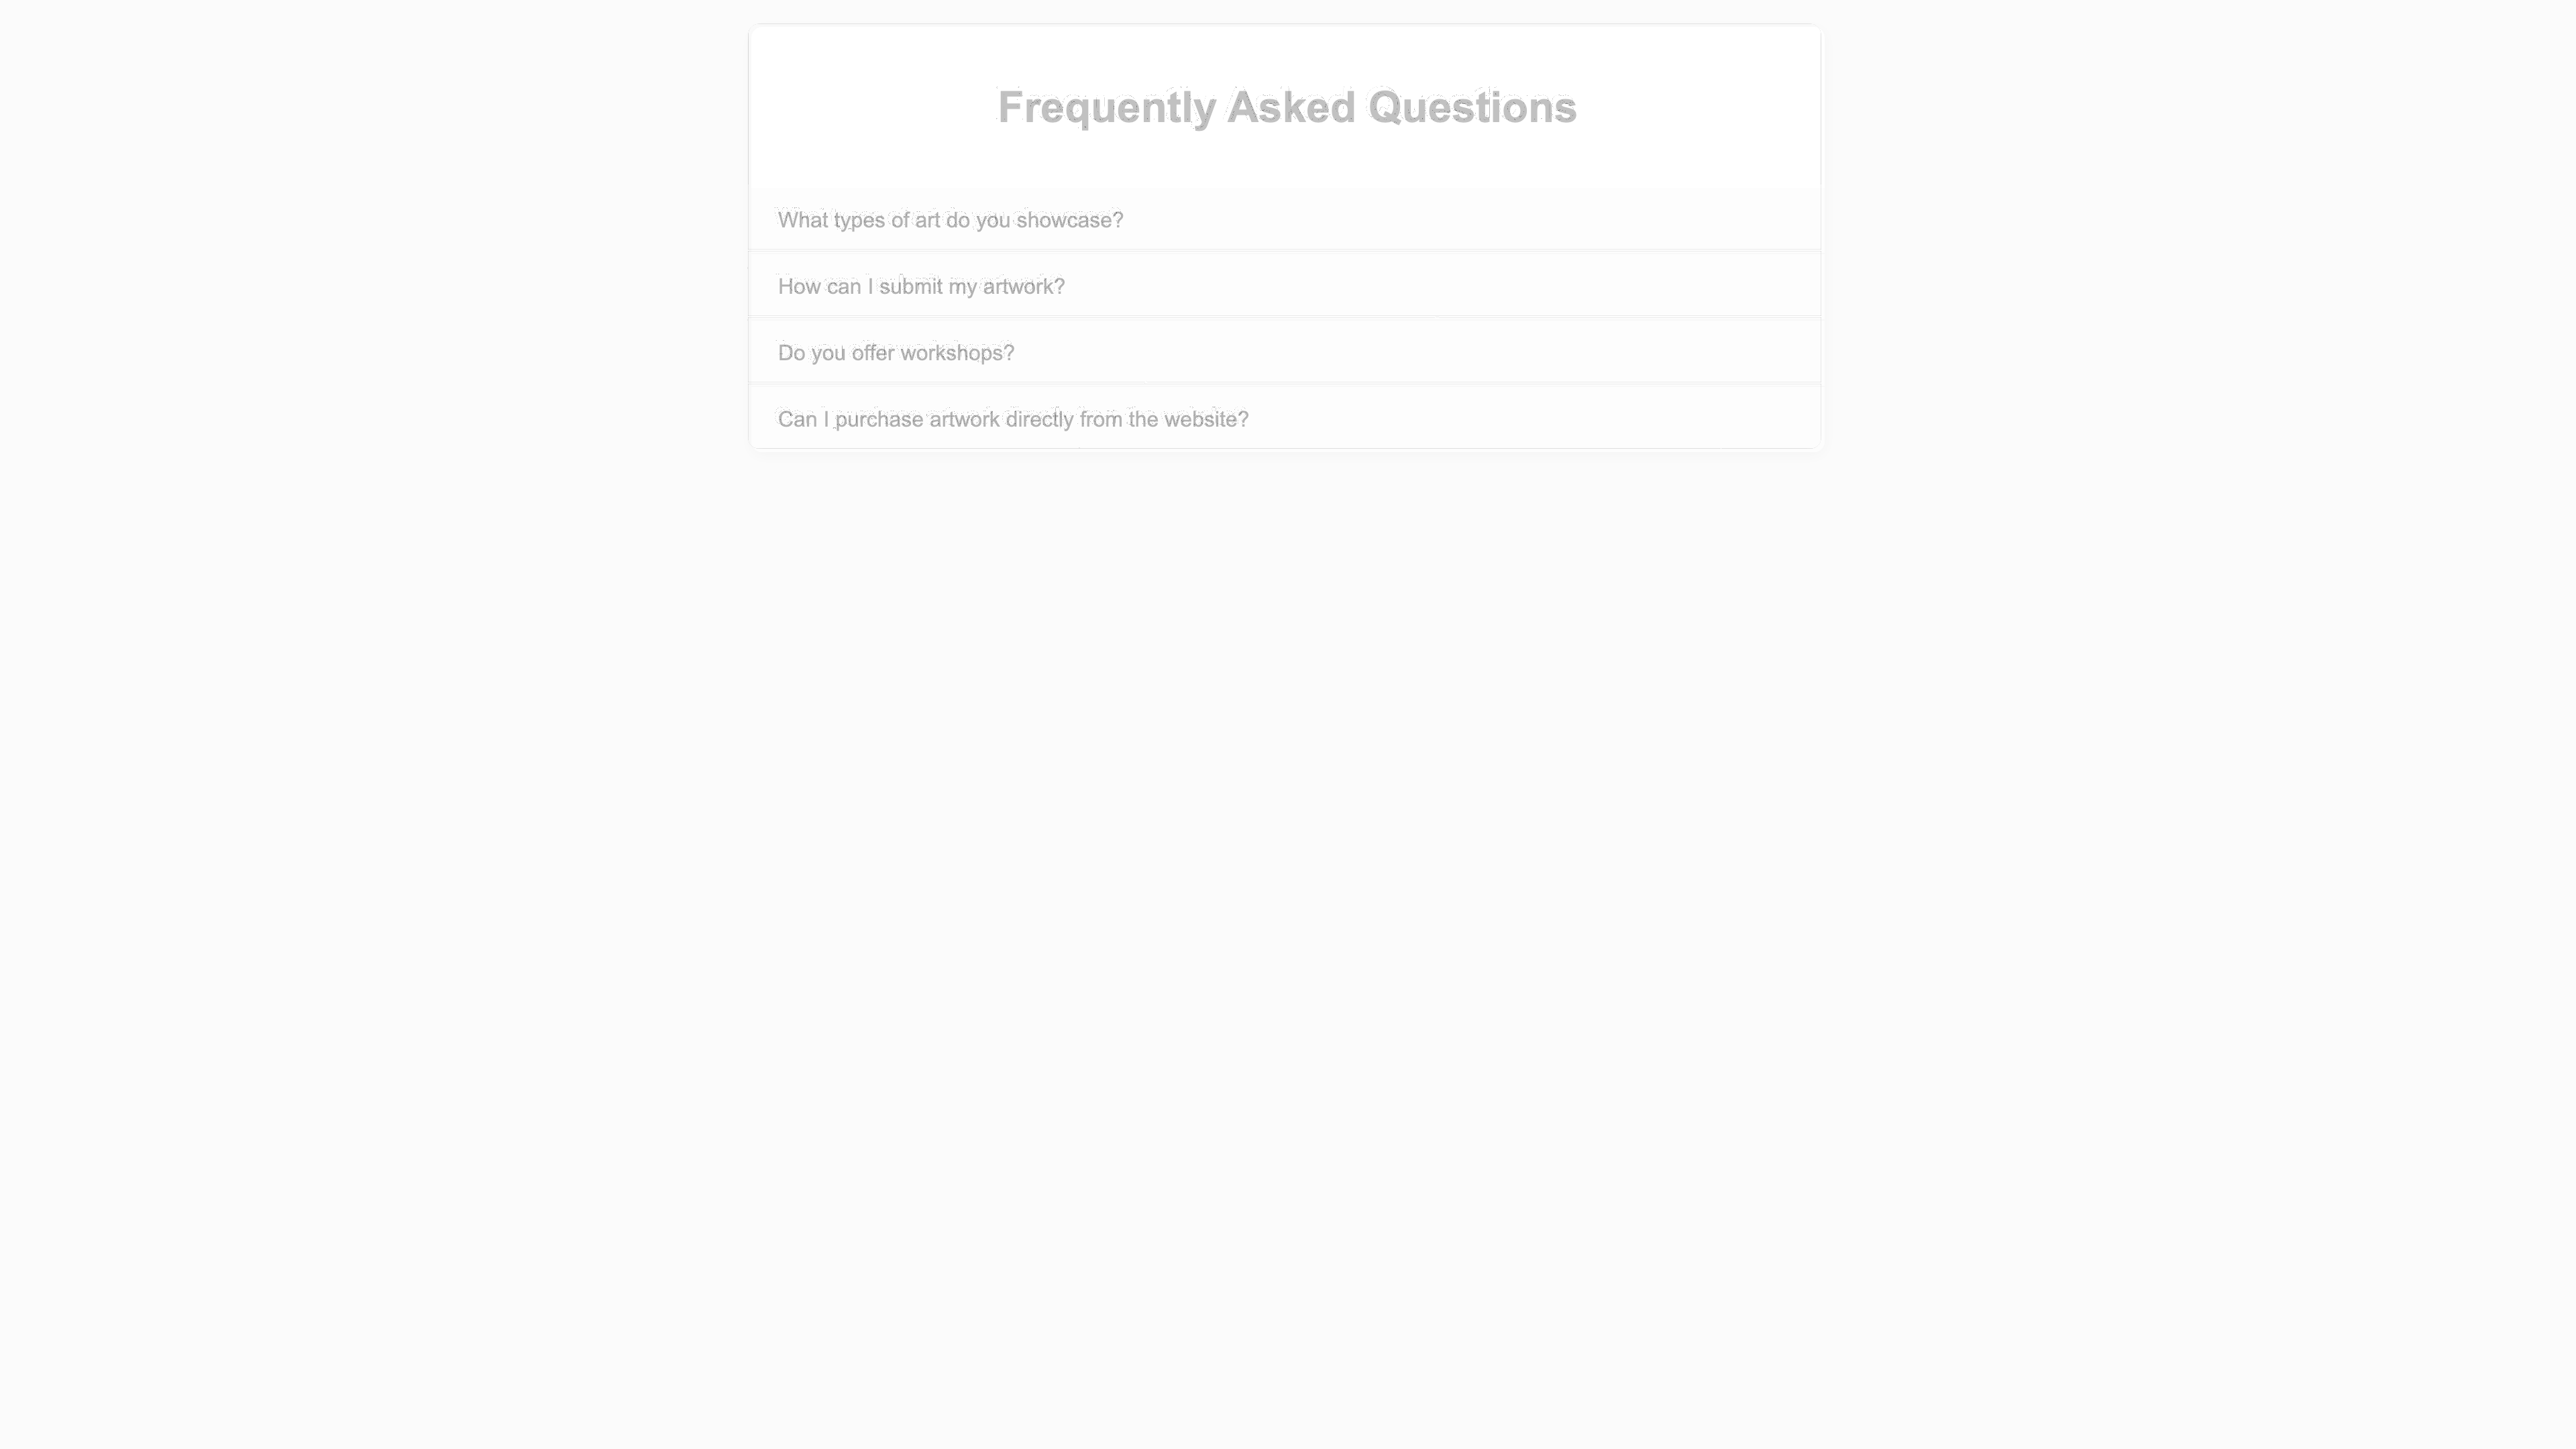 Frequently Asked Questions
What types of art do you showcase?
How can I submit my artwork?
Do you offer workshops?
Can I purchase artwork directly from the website?